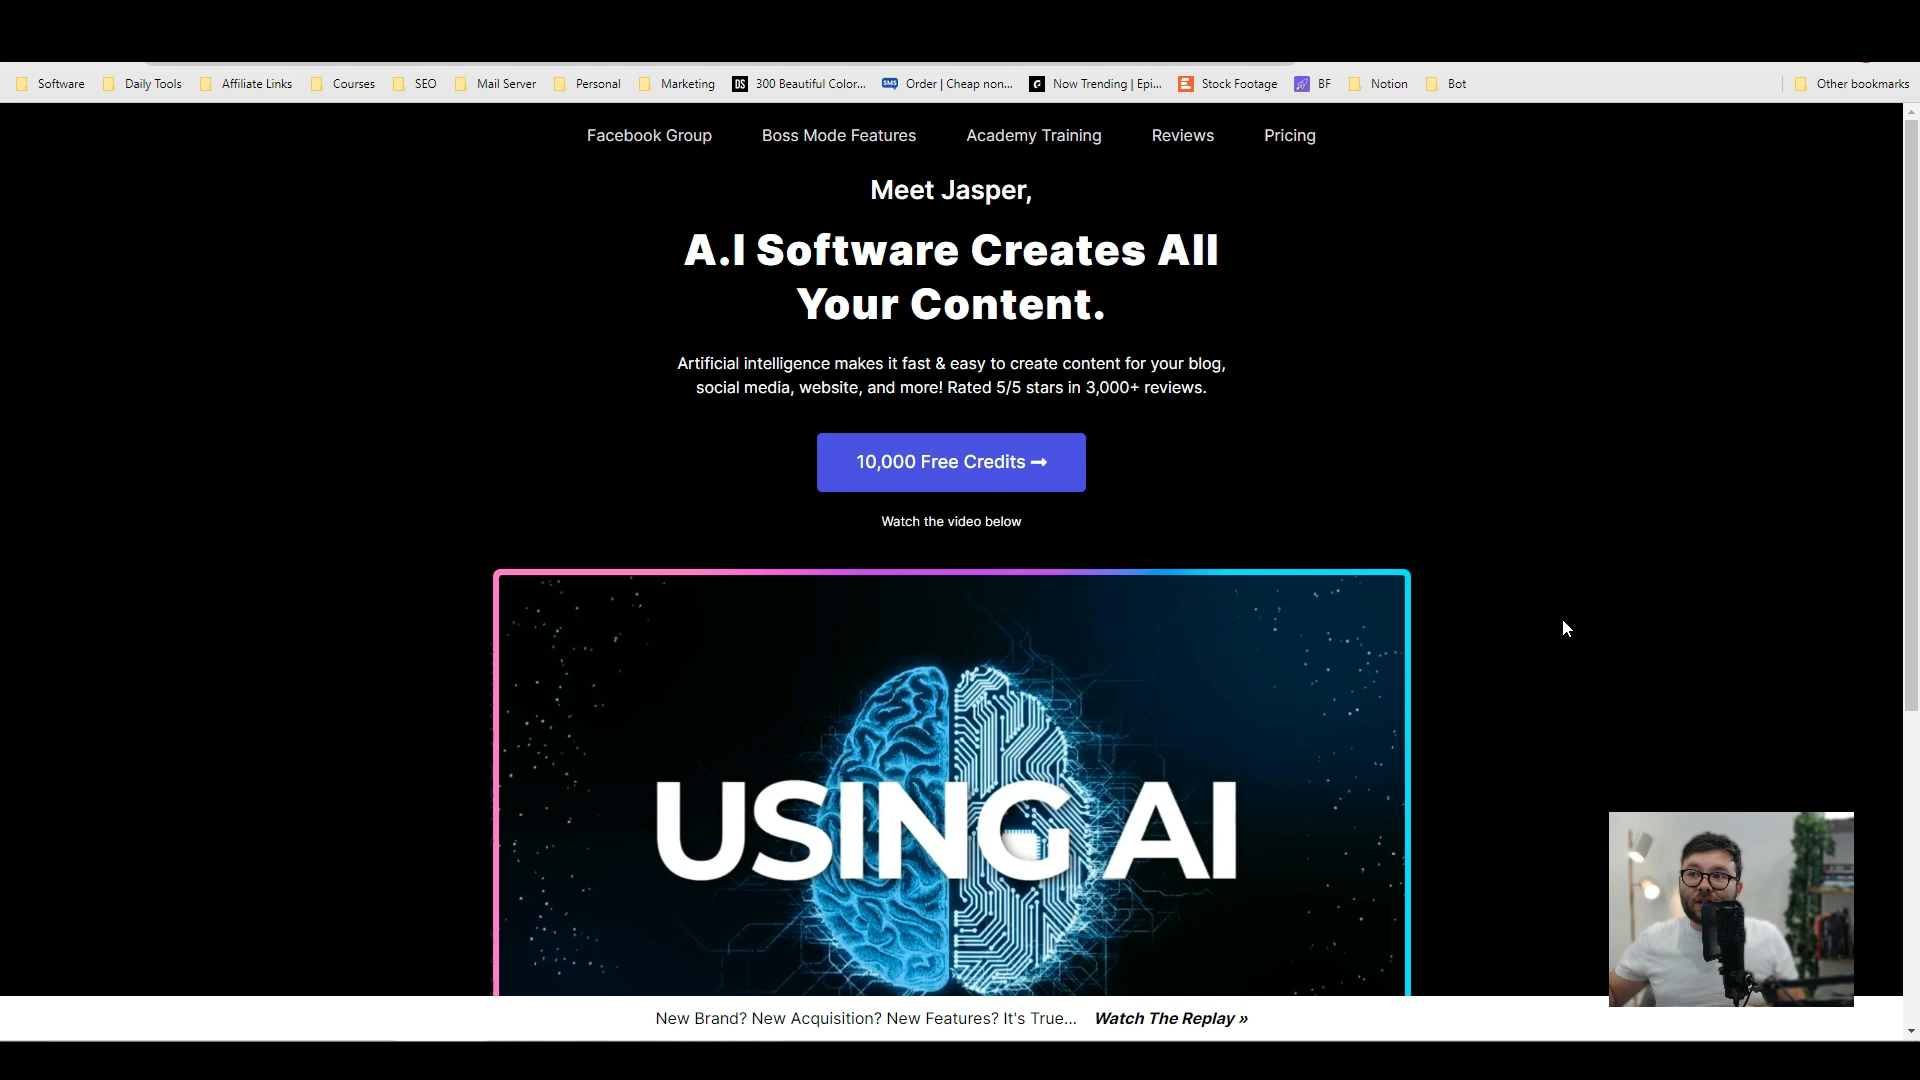 Software Daily Tools Affiliate Links Courses SEO Mail Server Personal Marketing DS 300 Beautiful Color... SMS Order | Cheap non... Now Trending | Epi... Stock Footage BF Notion Bot Other bookmarks
Facebook Group Boss Mode Features Academy Training Reviews Pricing
Meet Jasper,
A.I Software Creates All
Your Content.
Artificial intelligence makes it fast & easy to create content for your blog,
social media, website, and more! Rated 5/5 stars in 3,000+ reviews.
10,000 Free Credits ➞
Watch the video below
USING AI
New Brand? New Acquisition? New Features? It's True... Watch The Replay »